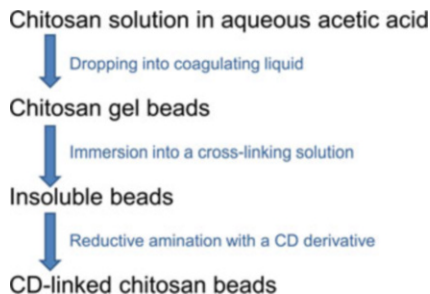 Chitosan solution in aqueous acetic acid
Dropping into coagulating liquid
Chitosan gel beads
Immersion into a cross-linking solution
Insoluble beads
Reductive amination with a CD derivative
CD-linked chitosan beads